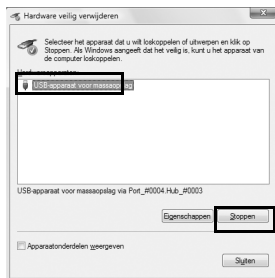 Hardware veilig verwijderen
Selecteer het apparaat dat u wilt loskoppelen of uitwerpen en klik op
Stoppen. Als Windows aangeeft dat het veilig is, kunt u het apparaat van
de computer loskoppelen.
Hardwareapparaten:
USB-apparaat voor massaopslag
USB-apparaat voor massaopslag via Port_#0004.Hub_#0003
Eigenschappen
Stoppen
Apparaatonderdelen weergeven
Sluiten